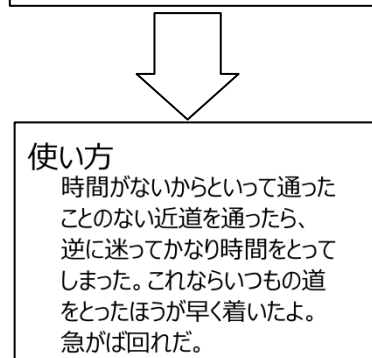 使い方
時間がないからといって通った
ことのない近道を通ったら、
逆に迷ってかなり時間をとって
しまった。これならいつもの道
をとったほうが早く着いたよ。
急がば回れだ。